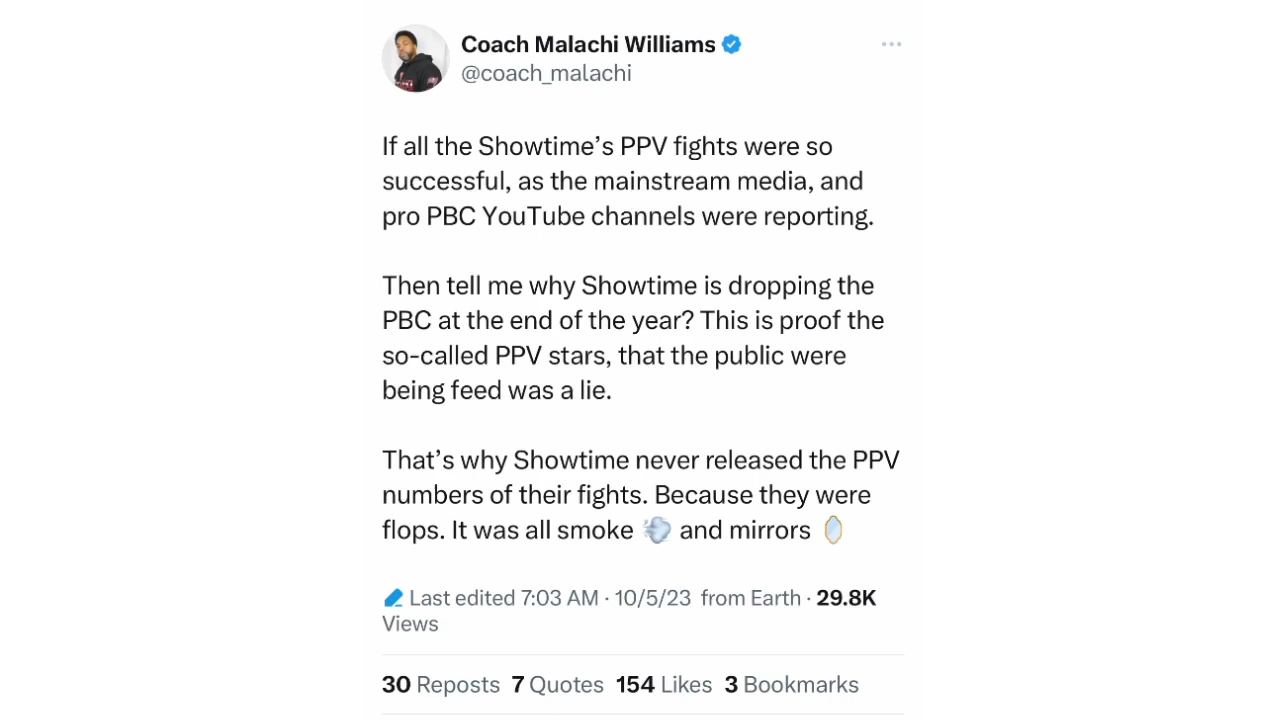 Coach Malachi Williams
@coach_malachi
If all the Showtime’s PPV fights were so
successful, as the mainstream media, and
pro PBC YouTube channels were reporting.
Then tell me why Showtime is dropping the
PBC at the end of the year? This is proof the
so-called PPV stars, that the public were
being feed was a lie.
That’s why Showtime never released the PPV
numbers of their fights. Because they were
flops. It was all smoke 💨 and mirrors 🪞
Last edited 7:03 AM · 10/5/23 from Earth · 29.8K
Views
30 Reposts 7 Quotes 154 Likes 3 Bookmarks